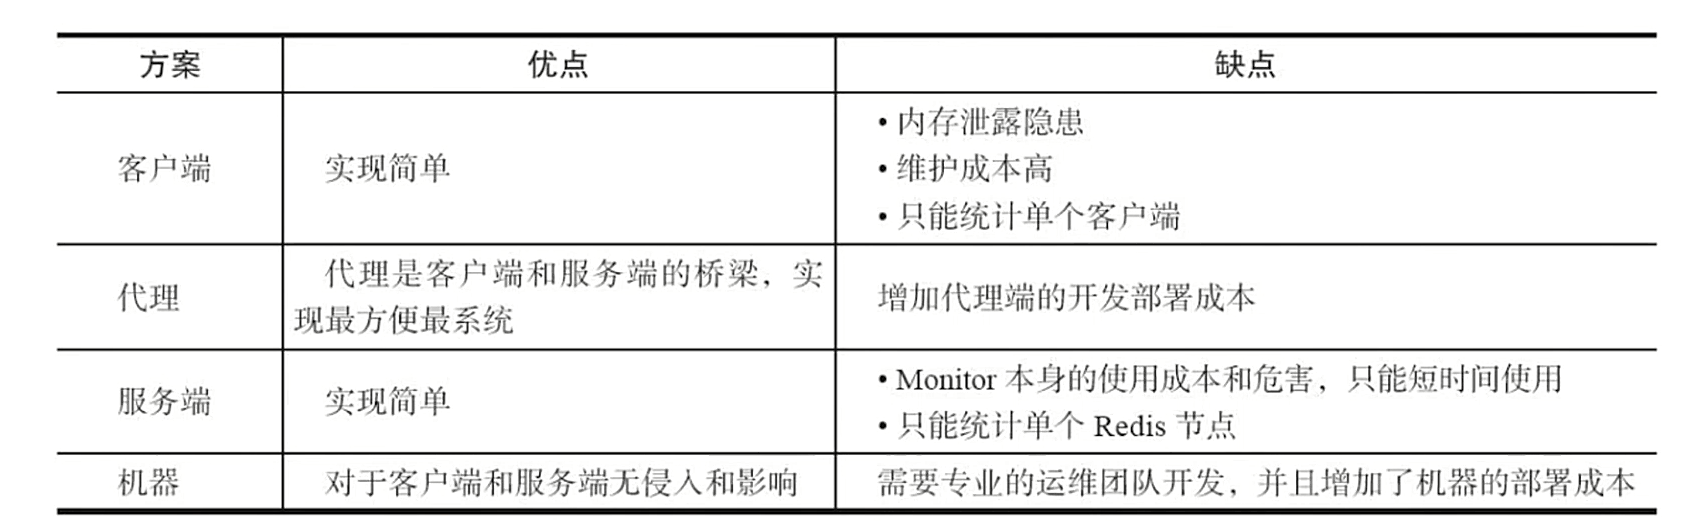 方案 优点 缺点
客户端 实现简单
• 内存泄露隐患
• 维护成本高
• 只能统计单个客户端
代理
代理是客户端和服务端的桥梁，实
现最方便最系统
增加代理端的开发部署成本
服务端 实现简单
• Monitor 本身的使用成本和危害，只能短时间使用
• 只能统计单个 Redis 节点
机器 对于客户端和服务端无侵入和影响 需要专业的运维团队开发，并且增加了机器的部署成本